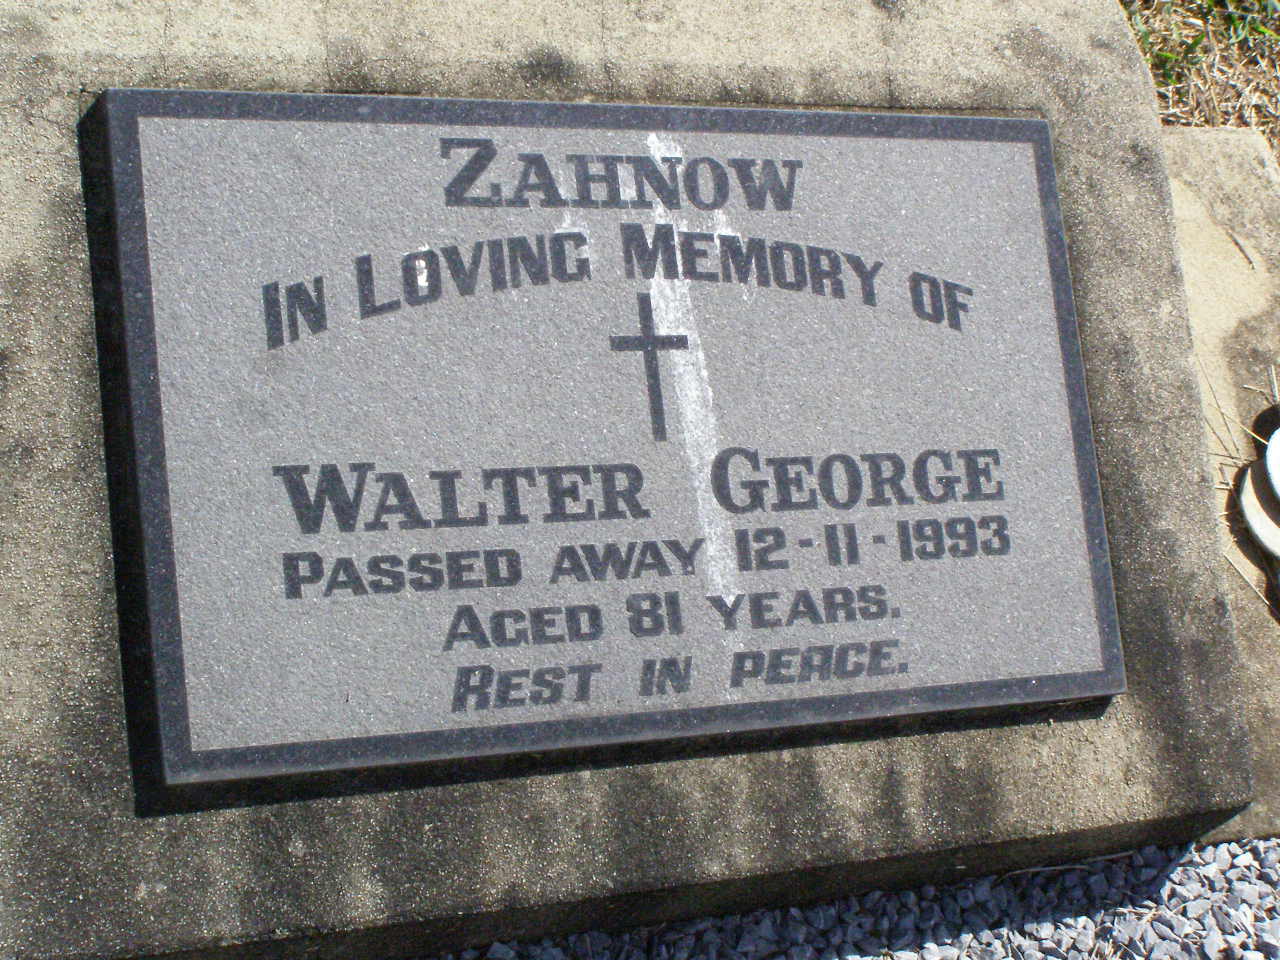 ZAHNOW
IN LOVING MEMORY OF
WALTER GEORGE
PASSED AWAY 12-11-1993
AGED 81 YEARS.
REST IN PEACE.